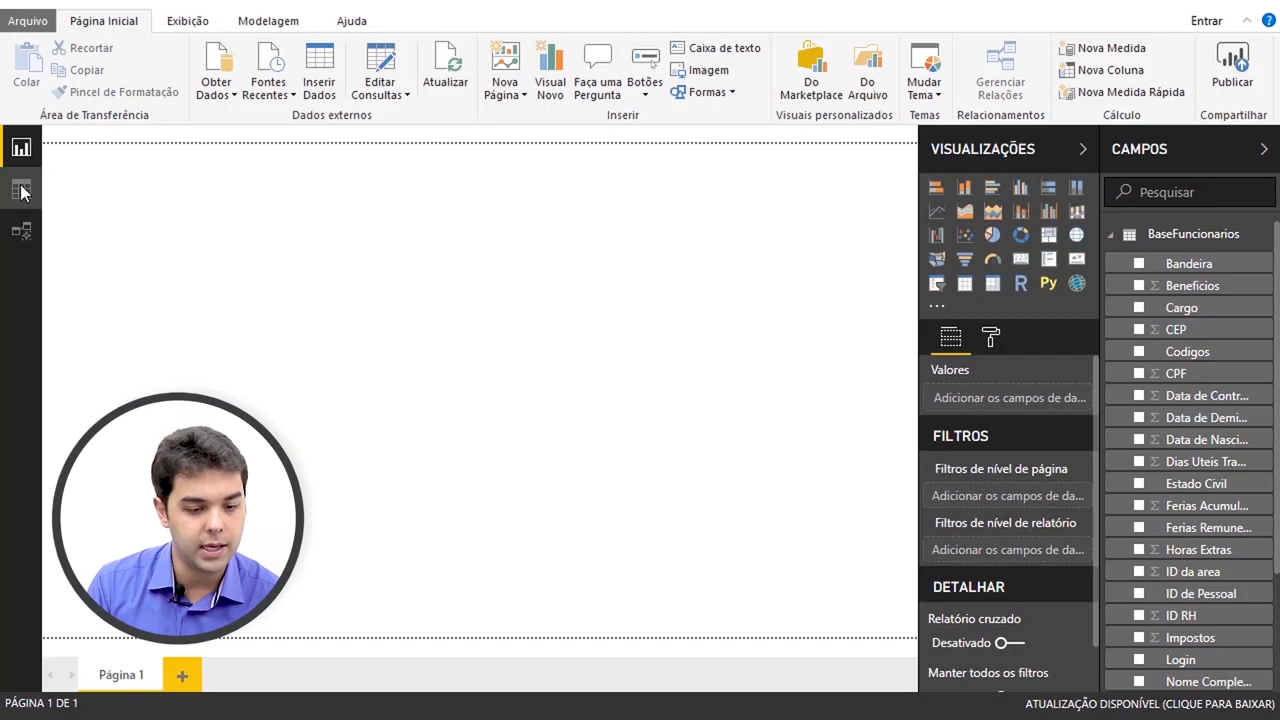 Arquivo
Página Inicial
Exibição
Modelagem
Ajuda
Entrar
?
Colar
Recortar
Copiar
Pincel de Formatação
Área de Transferência
Obter Dados
Fontes Recentes
Inserir Dados
Editar Consultas
Atualizar
Dados externos
Nova Página
Visual Novo
Faça uma Pergunta
Botões
Caixa de texto
Imagem
Formas
Inserir
Do Marketplace
Do Arquivo
Visuais personalizados
Mudar Tema
Temas
Gerenciar Relações
Relacionamentos
Nova Medida
Nova Coluna
Nova Medida Rápida
Cálculo
Publicar
Compartilhar
VISUALIZAÇÕES
R
Py
...
Valores
Adicionar os campos de da...
FILTROS
Filtros de nível de página
Adicionar os campos de da...
Filtros de nível de relatório
Adicionar os campos de da...
DETALHAR
Relatório cruzado
Desativado
Manter todos os filtros
CAMPOS
Pesquisar
BaseFuncionarios
Bandeira
Σ Beneficios
Cargo
Σ CEP
Codigos
Σ CPF
Σ Data de Contr...
Σ Data de Demi...
Σ Data de Nasci...
Σ Dias Uteis Tra...
Estado Civil
Σ Ferias Acumul...
Σ Ferias Remune...
Σ Horas Extras
Σ ID da area
ID de Pessoal
Σ ID RH
Σ Impostos
Login
Nome Comple...
Página 1
+
PÁGINA 1 DE 1
ATUALIZAÇÃO DISPONÍVEL (CLIQUE PARA BAIXAR)